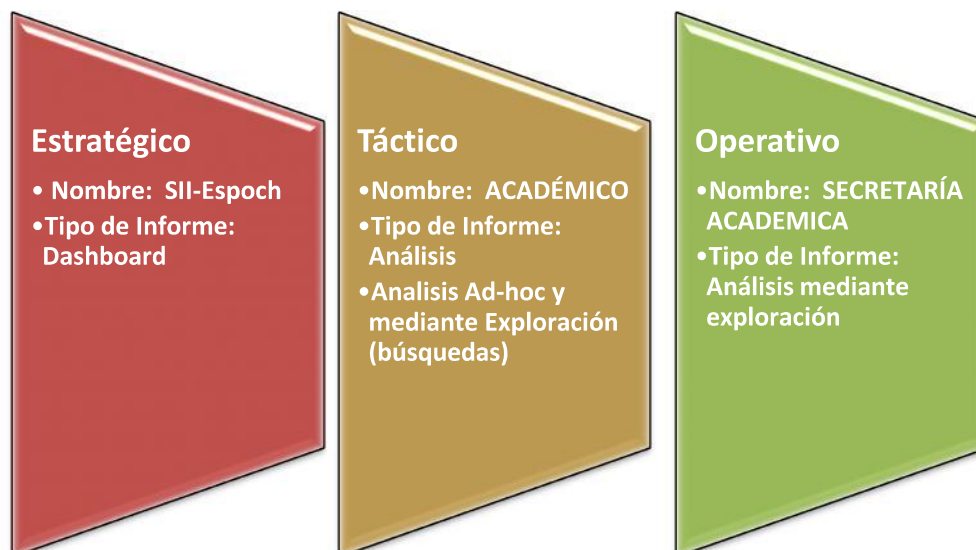 Estratégico
• Nombre:  SII-Espoch
•Tipo de Informe:
Dashboard
Táctico
•Nombre:  ACADÉMICO
•Tipo de Informe:
Análisis
•Analisis Ad-hoc y
mediante Exploración
(búsquedas)
Operativo
•Nombre:  SECRETARÍA
ACADEMICA
•Tipo de Informe:
Análisis mediante
exploración